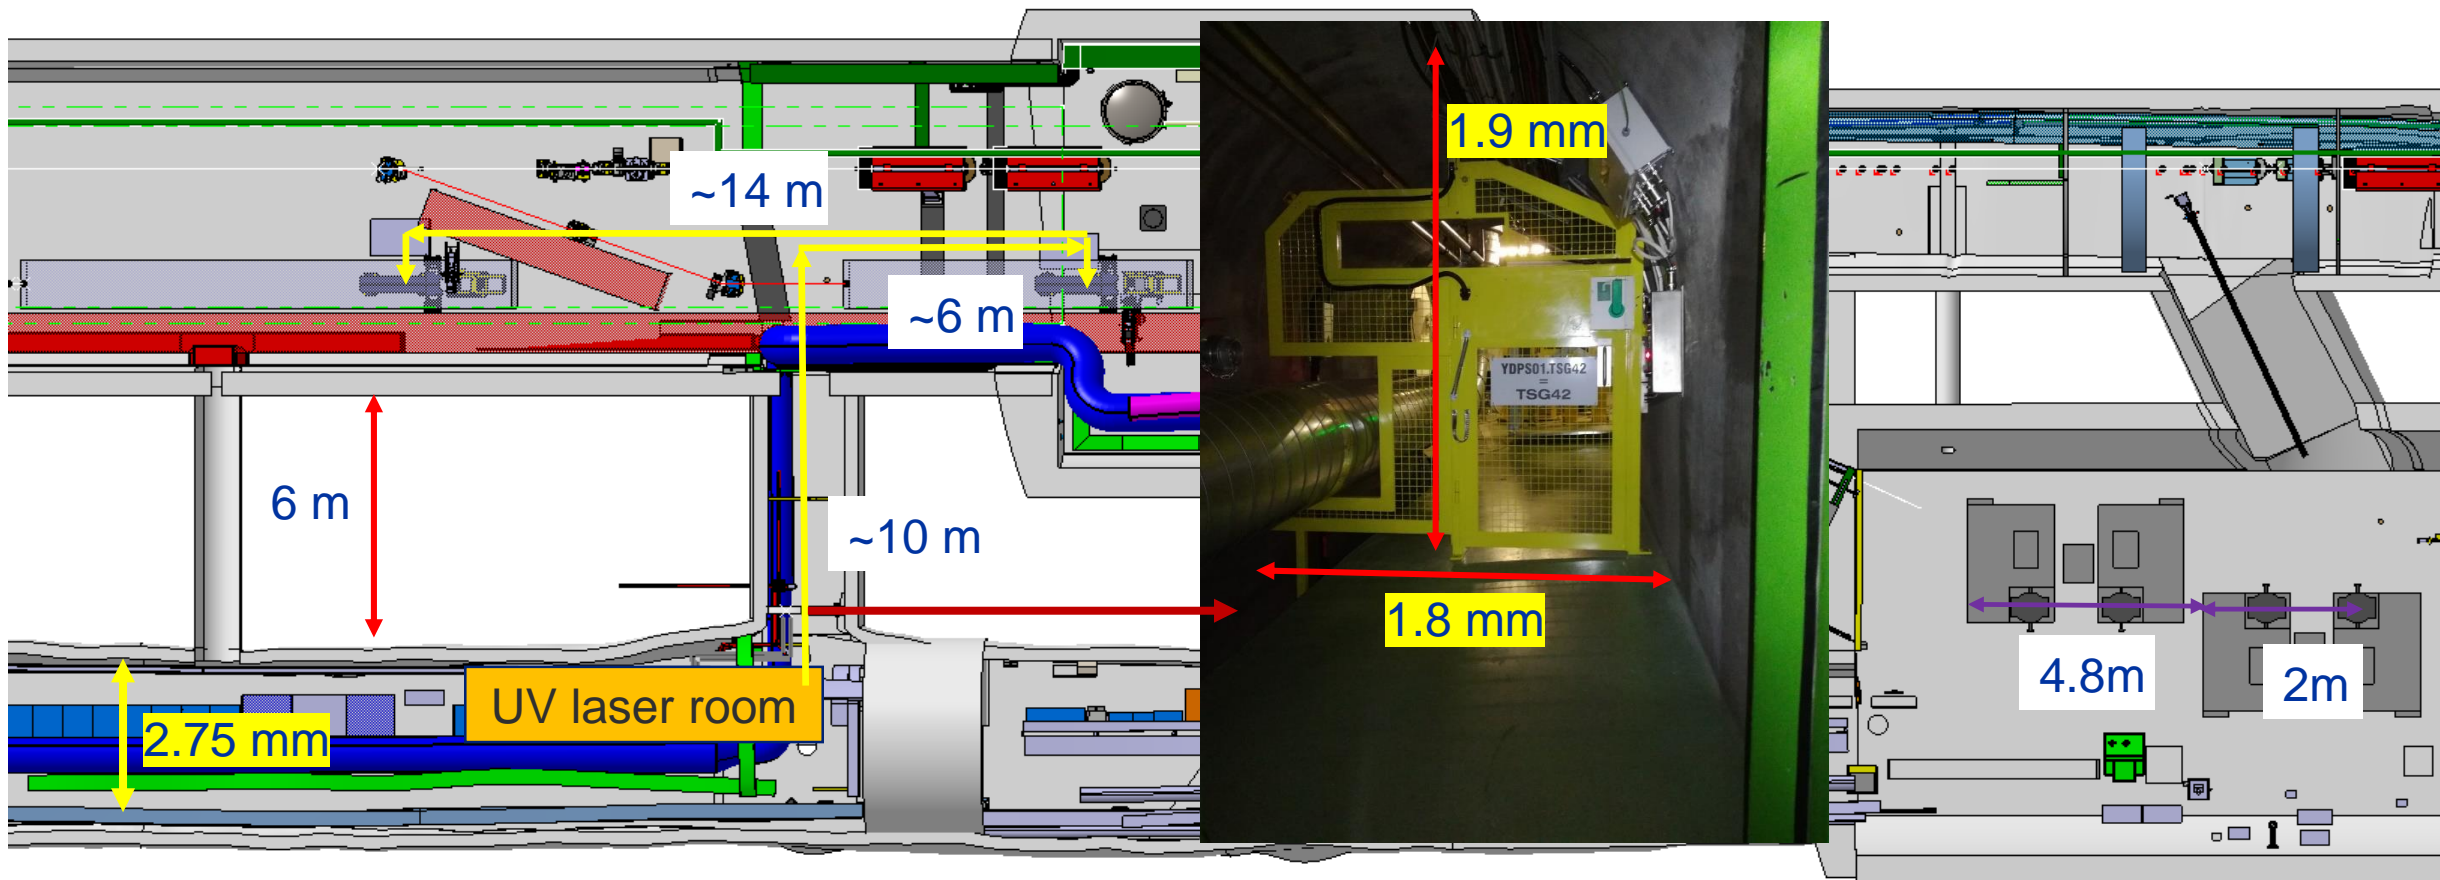 1.9 mm
~14 m
~6 m
YDPS01.TSG42
=
TSG42
6 m
~10 m
1.8 mm
4.8m
2m
UV laser room
2.75 mm